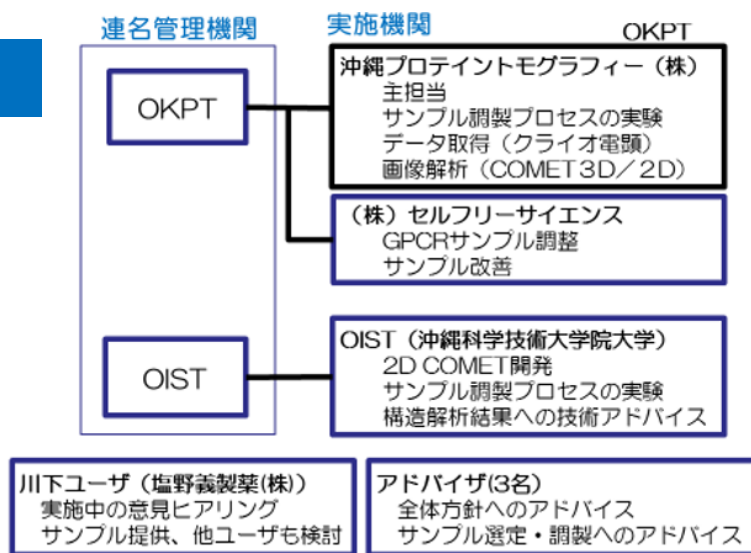 連名管理機関
実施機関
OKPT
OKPT
沖縄プロテイントモグラフィー（株）
主担当
サンプル調製プロセスの実験
データ取得（クライオ電顕）
画像解析（COMET3D／2D）
（株）セルフリーサイエンス
GPCRサンプル調整
サンプル改善
OIST
OIST（沖縄科学技術大学院大学）
2D COMET開発
サンプル調製プロセスの実験
構造解析結果への技術アドバイス
川下ユーザ（塩野義製薬(株)）
実施中の意見ヒアリング
サンプル提供、他ユーザも検討
アドバイザ(3名)
全体方針へのアドバイス
サンプル選定・調製へのアドバイス